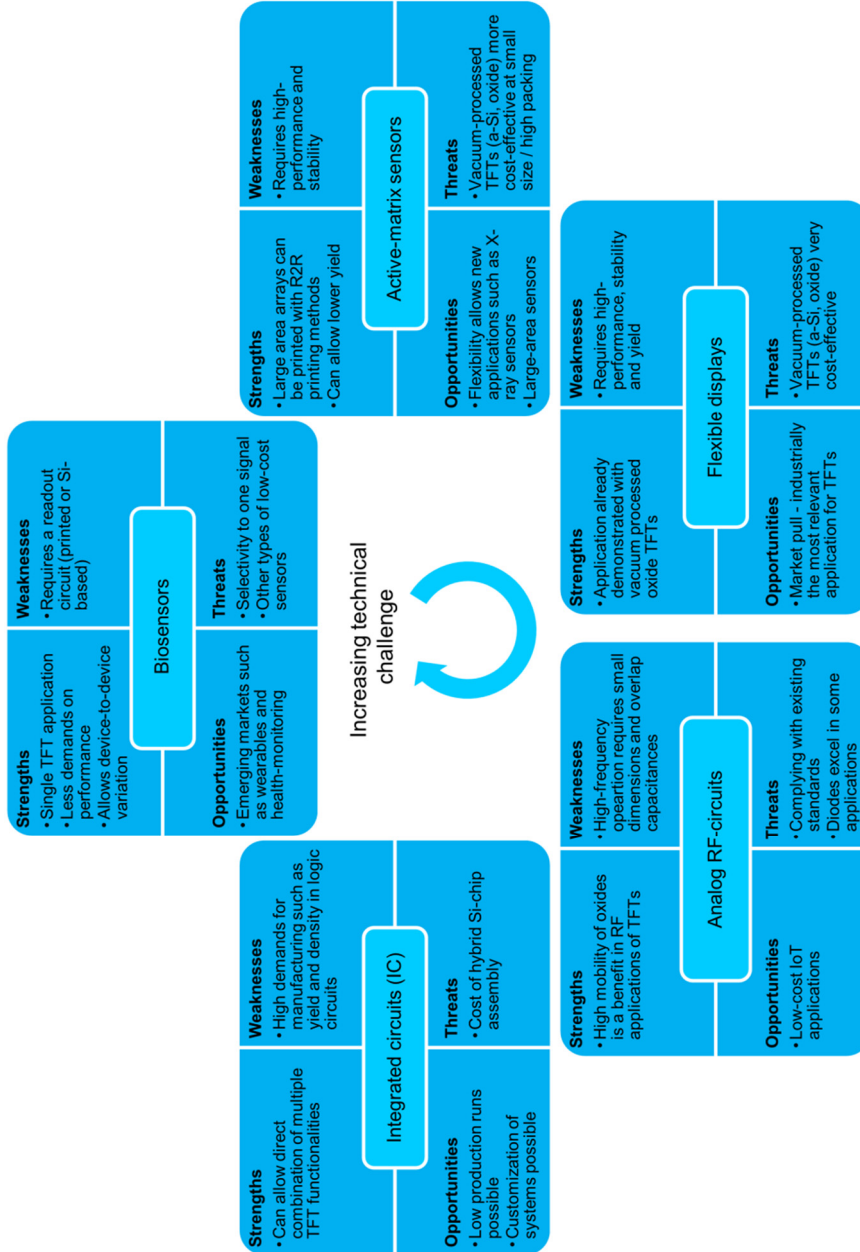 Biosensors
Strengths
• Single TFT application
• Less demands on
performance
• Allows device-to-device
variation
Weaknesses
• Requires a readout
circuit (printed or Si-
based)
Opportunities
• Emerging markets such
as wearables and
health-monitoring
Threats
• Selectivity to one signal
• Other types of low-cost
sensors
Integrated circuits (IC)
Strengths
• Can allow direct
combination of multiple
TFT functionalities
Weaknesses
• High demands for
manufacturing such as
yield and density in logic
circuits
Opportunities
• Low production runs
possible
• Customization of
systems possible
Threats
• Cost of hybrid Si-chip
assembly
Increasing technical
challenge
Active-matrix sensors
Strengths
• Large area arrays can
be printed with R2R
printing methods
• Can allow lower yield
Weaknesses
• Requires high-
performance and
stability
Opportunities
• Flexibility allows new
applications such as X-
ray sensors
• Large-area sensors
Threats
• Vacuum-processed
TFTs (a-Si, oxide) more
cost-effective at small
size / high packing
Analog RF-circuits
Strengths
• High mobility of oxides
is a benefit in RF
applications of TFTs
Weaknesses
• High-frequency
opeartion requires small
dimensions and overlap
capacitances
Opportunities
• Low-cost IoT
applications
Threats
• Complying with existing
standards
• Diodes excel in some
applications
Flexible displays
Strengths
• Application already
demonstrated with
vacuum processed
oxide TFTs
Weaknesses
• Requires high-
performance, stability
and yield
Opportunities
• Market pull - industrially
the most relevant
application for TFTs
Threats
• Vacuum-processed
TFTs (a-Si, oxide) very
cost-effective